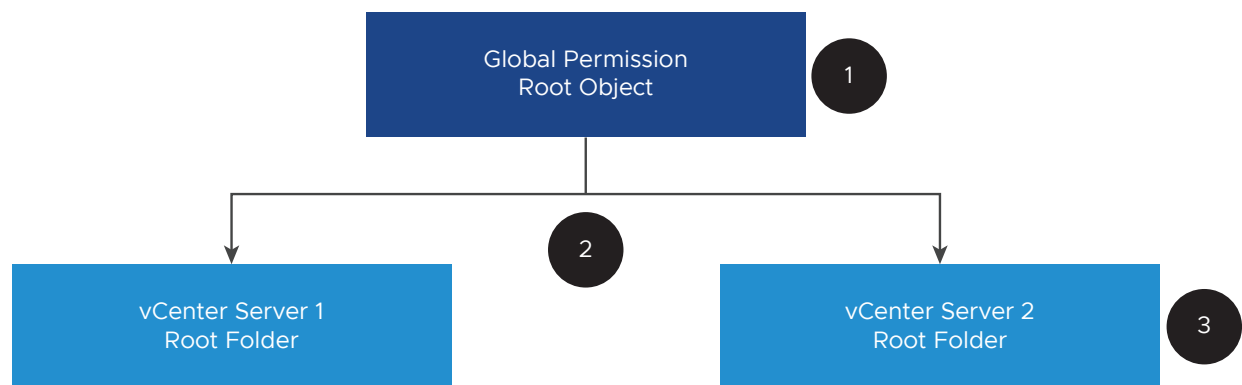 Global Permission
Root Object
1
2
vCenter Server 1
Root Folder
vCenter Server 2
Root Folder
3